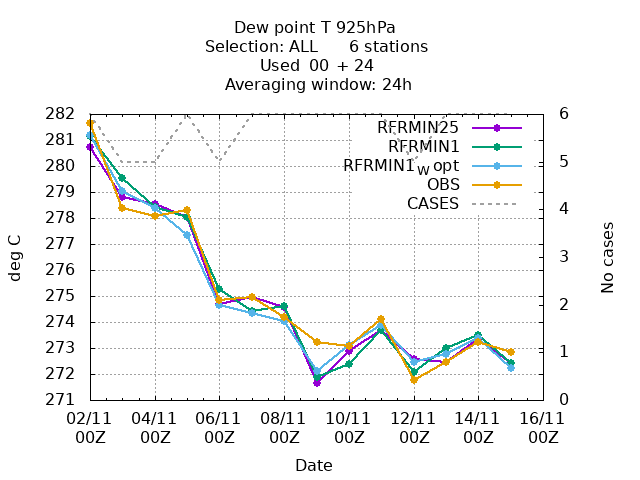 Dew point T 925hPa
Selection: ALL 6 stations
Used 00 + 24
Averaging window: 24h
282
281
280
279
278
277
276
275
274
273
272
271
deg C
6
5
4
3
2
1
0
No cases
RFRMIN25
RFRMIN1
RFRMIN1w opt
OBS
CASES
02/11 04/11 06/11 08/11 10/11 12/11 14/11 16/11
00Z 00Z 00Z 00Z 00Z 00Z 00Z 00Z
Date